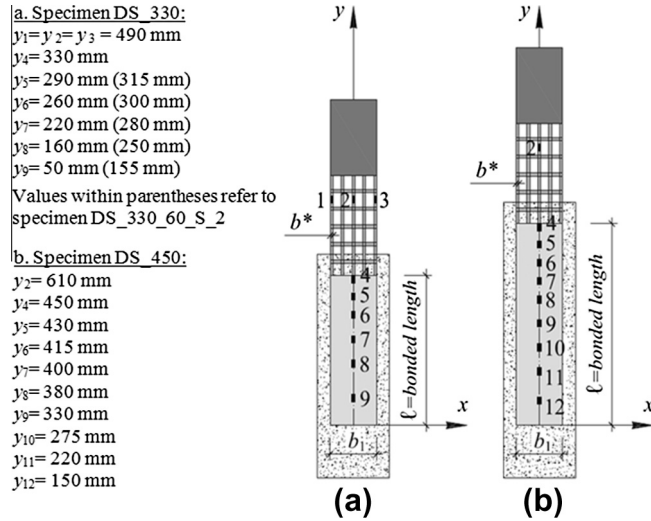 a. Specimen DS_330:
y₁= y ₂= y ₃ = 490 mm
y₄= 330 mm
y₅= 290 mm (315 mm)
y₆= 260 mm (300 mm)
y₇= 220 mm (280 mm)
y₈= 160 mm (250 mm)
y₉= 50 mm (155 mm)
Values within parentheses refer to
specimen DS_330_60_S_2
b. Specimen DS_450:
y₂= 610 mm
y₄= 450 mm
y₅= 430 mm
y₆= 415 mm
y₇= 400 mm
y₈= 380 mm
y₉= 330 mm
y₁₀= 275 mm
y₁₁= 220 mm
y₁₂= 150 mm
y
1 2 3
b*
4
5
6
7
8
9
ℓ=bonded length
x
b₁
(a)
y
2
b*
4
5
6
7
8
9
10
11
12
ℓ=bonded length
x
b₁
(b)